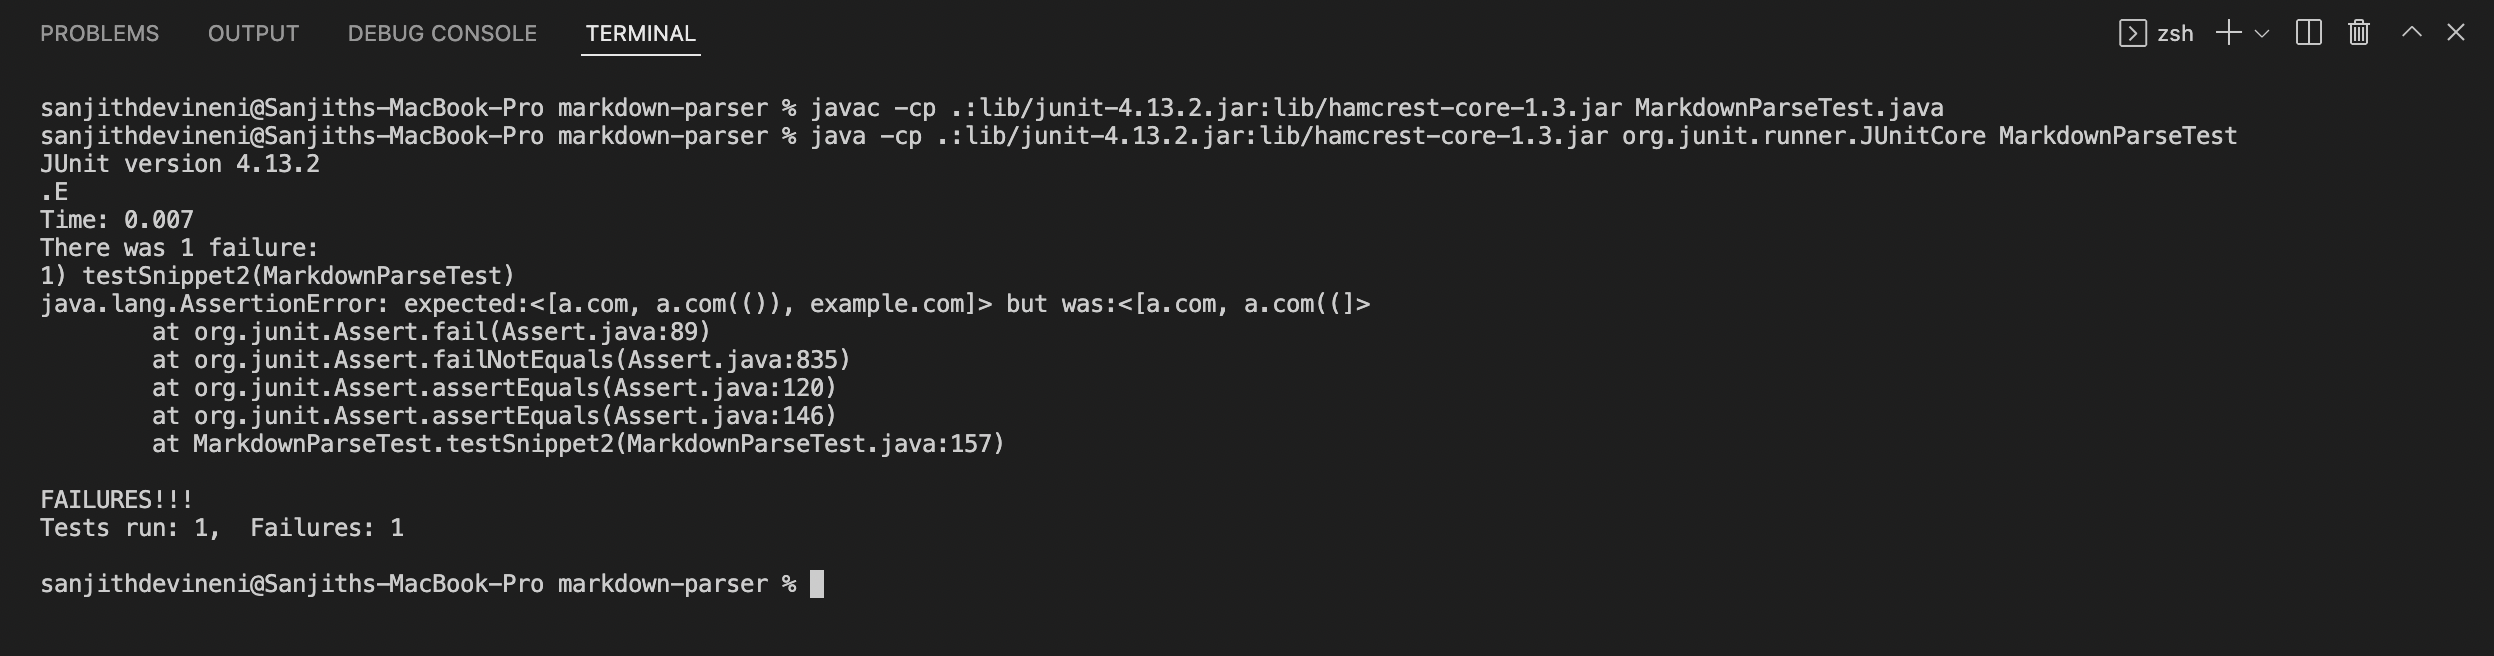 PROBLEMS OUTPUT DEBUG CONSOLE TERMINAL zsh
sanjithdevineni@Sanjiths-MacBook-Pro markdown-parser % javac -cp .:lib/junit-4.13.2.jar:lib/hamcrest-core-1.3.jar MarkdownParseTest.java
sanjithdevineni@Sanjiths-MacBook-Pro markdown-parser % java -cp .:lib/junit-4.13.2.jar:lib/hamcrest-core-1.3.jar org.junit.runner.JUnitCore MarkdownParseTest
JUnit version 4.13.2
.E
Time: 0.007
There was 1 failure:
1) testSnippet2(MarkdownParseTest)
java.lang.AssertionError: expected:<[a.com, a.com(()), example.com]> but was:<[a.com, a.com((]>
        at org.junit.Assert.fail(Assert.java:89)
        at org.junit.Assert.failNotEquals(Assert.java:835)
        at org.junit.Assert.assertEquals(Assert.java:120)
        at org.junit.Assert.assertEquals(Assert.java:146)
        at MarkdownParseTest.testSnippet2(MarkdownParseTest.java:157)
FAILURES!!!
Tests run: 1,  Failures: 1
sanjithdevineni@Sanjiths-MacBook-Pro markdown-parser %